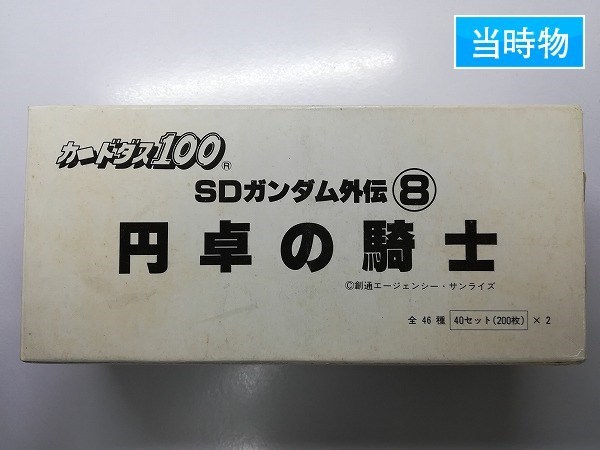 当時物
カードダス100®
SDガンダム外伝⑧
円卓の騎士
©創通エージェンシー・サンライズ
全46種 40セット(200枚) × 2